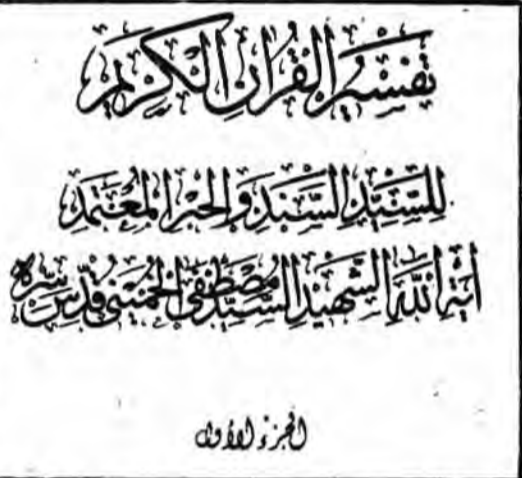 تفسير القرآن الكريم
للسيد السند والحبر المعتمد
آية الله الشهيد السيد مصطفى الخميني قدس سره
الجزء الأول